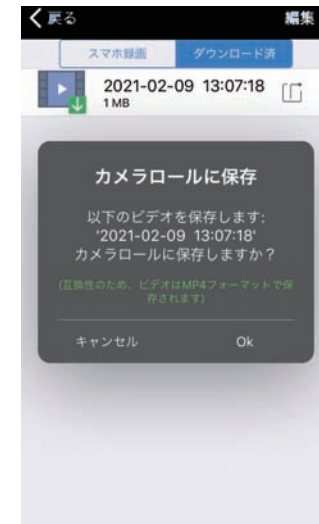 戻る
編集
スマホ録画
ダウンロード済
2021-02-09 13:07:18
1 MB
カメラロールに保存
以下のビデオを保存します:
'2021-02-09 13:07:18'
カメラロールに保存しますか？
(互換性のため、ビデオはMP4フォーマットで保
存されます)
キャンセル
Ok